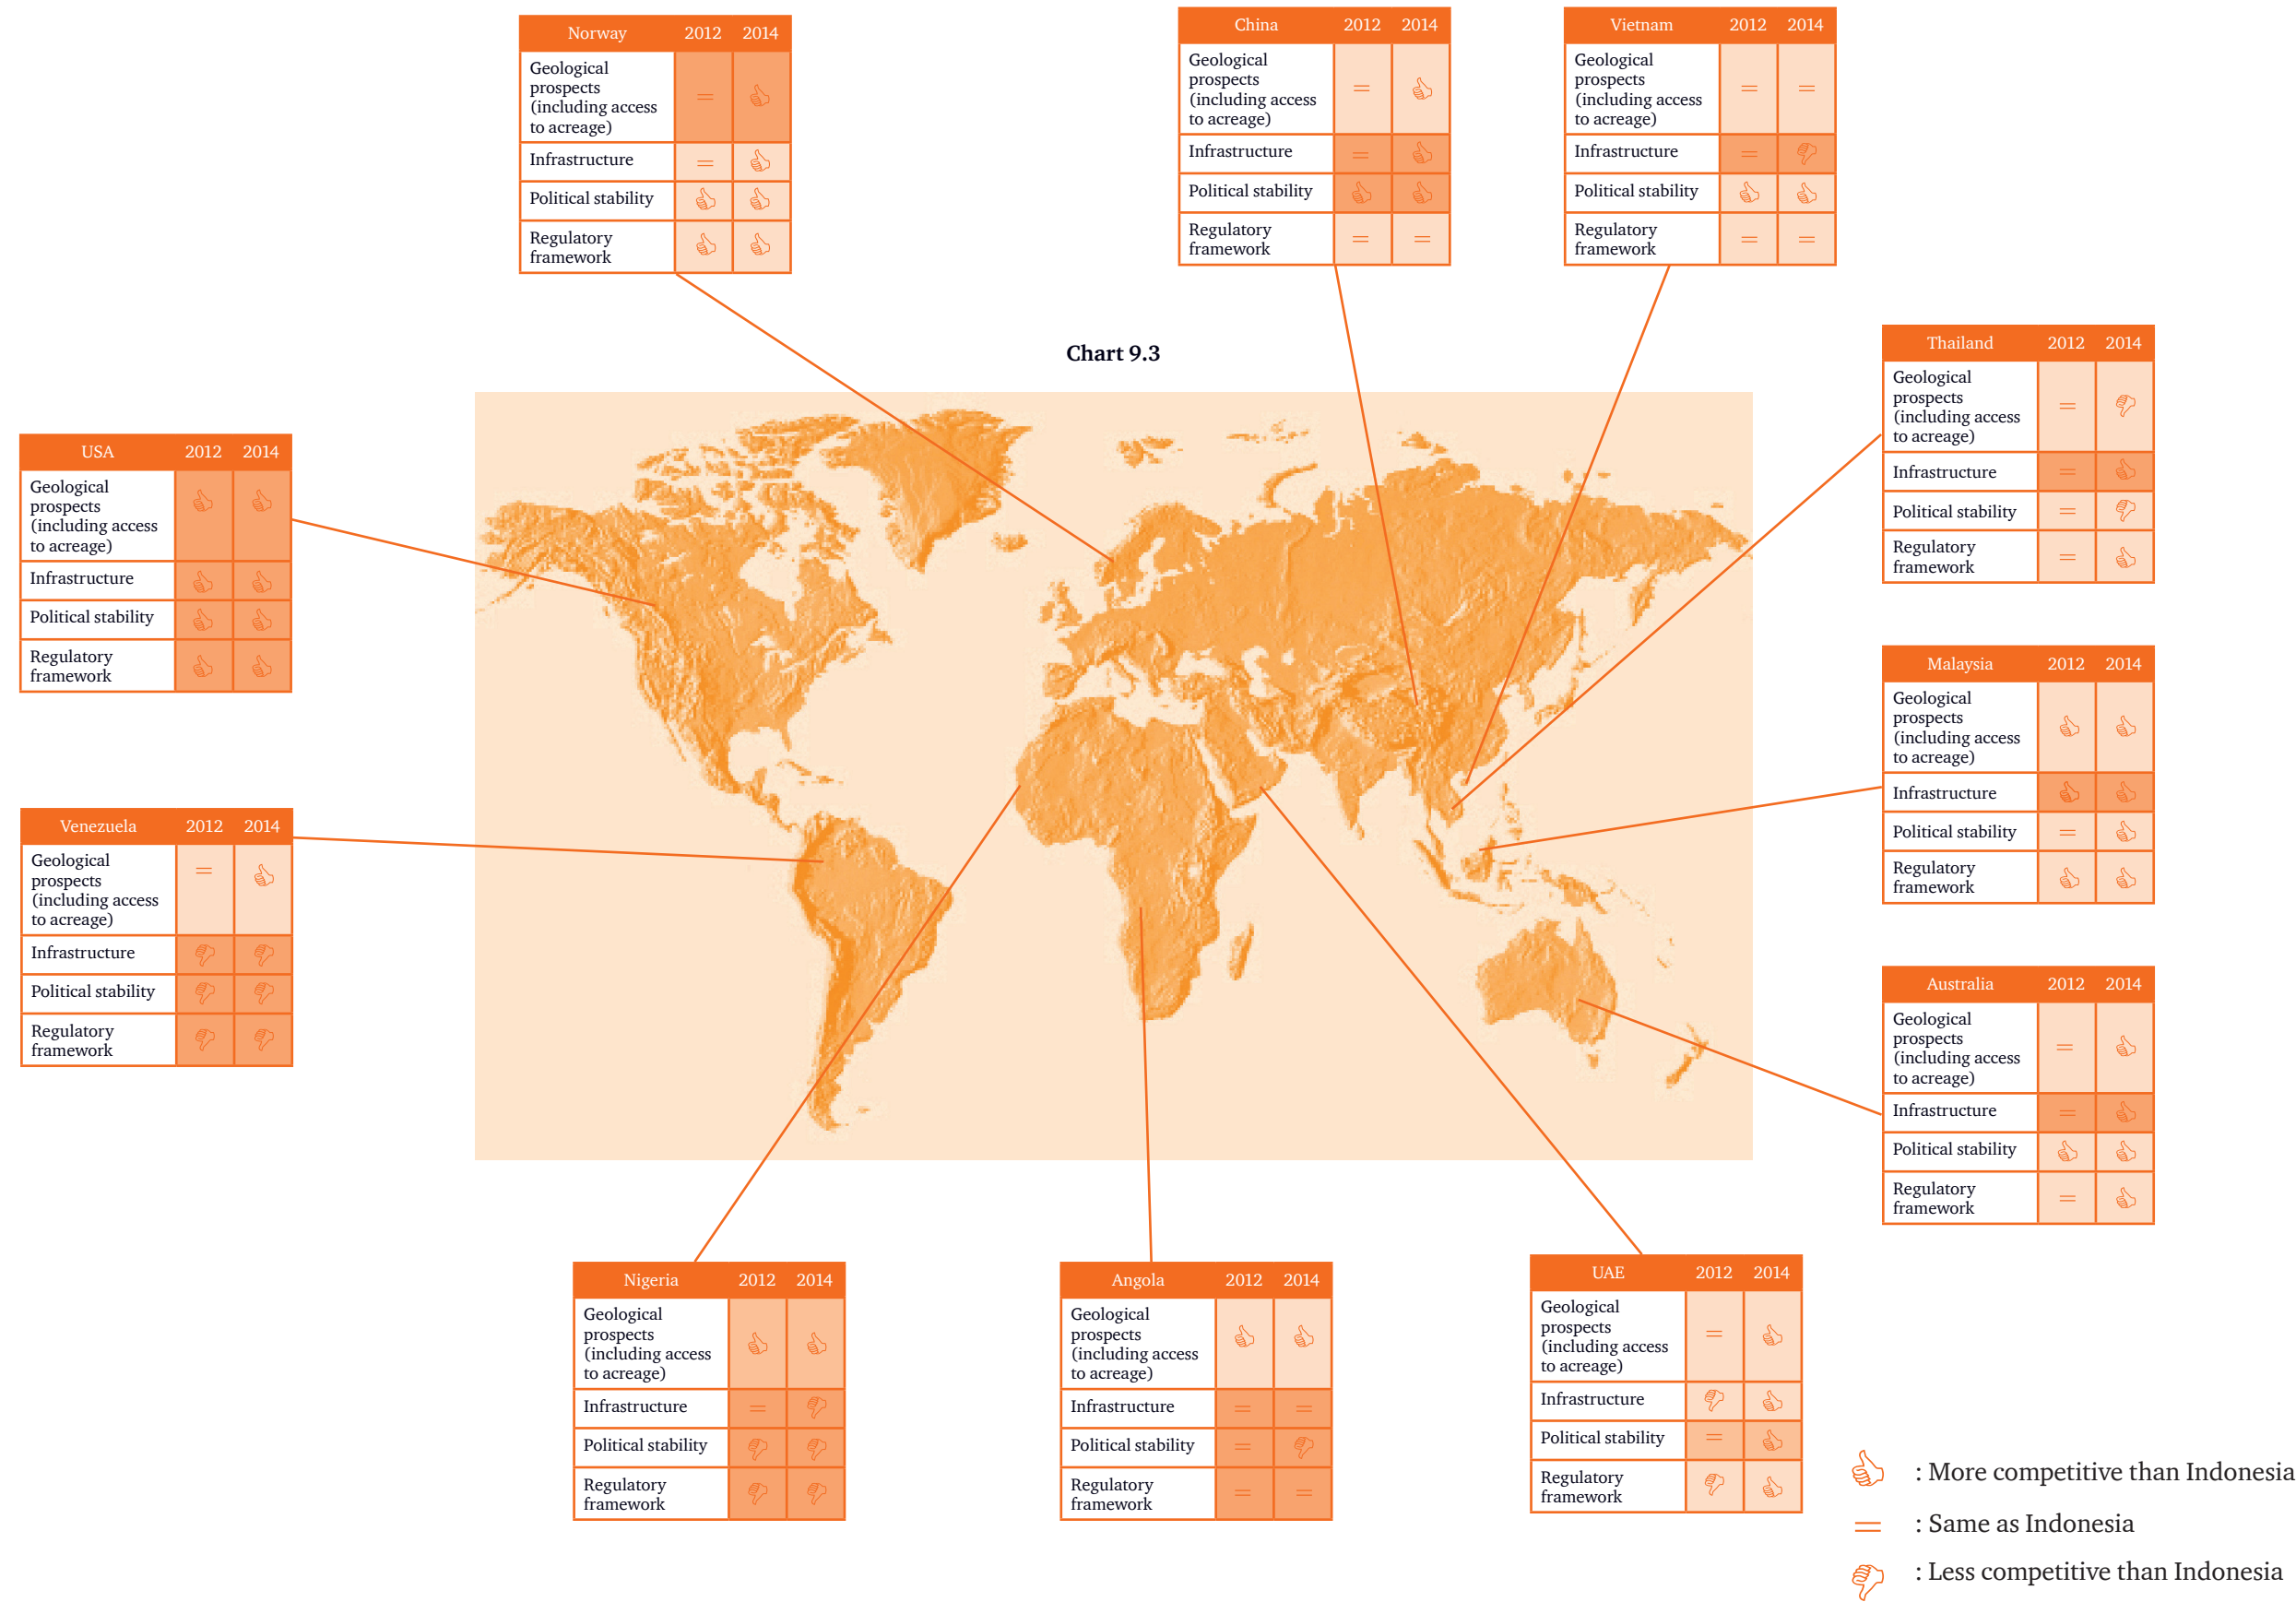 Norway 2012 2014
Geological
prospects
(including access
to acreage)
=
Infrastructure =
Political stability
Regulatory
framework
China 2012 2014
Geological
prospects
(including access
to acreage)
=
Infrastructure =
Political stability
Regulatory
framework
= =
Vietnam 2012 2014
Geological
prospects
(including access
to acreage)
= =
Infrastructure =
Political stability
Regulatory
framework
= =
Chart 9.3
Thailand 2012 2014
Geological
prospects
(including access
to acreage)
=
Infrastructure =
Political stability =
Regulatory
framework
=
USA 2012 2014
Geological
prospects
(including access
to acreage)
Infrastructure
Political stability
Regulatory
framework
Malaysia 2012 2014
Geological
prospects
(including access
to acreage)
Infrastructure
Political stability =
Regulatory
framework
Venezuela 2012 2014
Geological
prospects
(including access
to acreage)
=
Infrastructure
Political stability
Regulatory
framework
Australia 2012 2014
Geological
prospects
(including access
to acreage)
=
Infrastructure =
Political stability
Regulatory
framework
=
Nigeria 2012 2014
Geological
prospects
(including access
to acreage)
Infrastructure =
Political stability
Regulatory
framework
Angola 2012 2014
Geological
prospects
(including access
to acreage)
Infrastructure = =
Political stability =
Regulatory
framework
= =
UAE 2012 2014
Geological
prospects
(including access
to acreage)
=
Infrastructure
Political stability =
Regulatory
framework
: More competitive than Indonesia
= : Same as Indonesia
: Less competitive than Indonesia